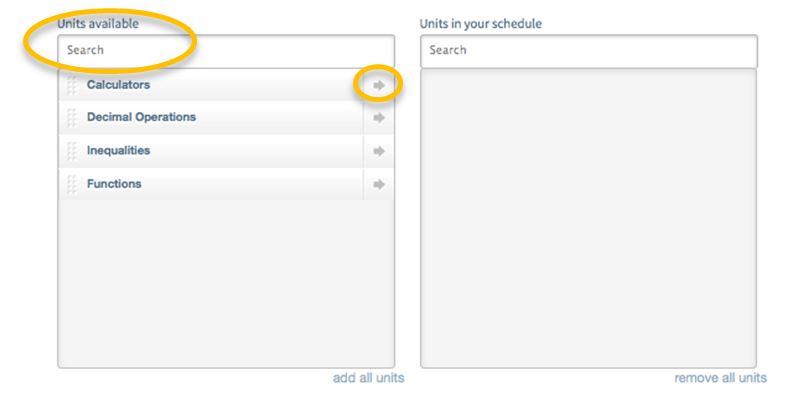 Units available
Search
Calculators
Decimal Operations
Inequalities
Functions
add all units
Units in your schedule
Search
remove all units